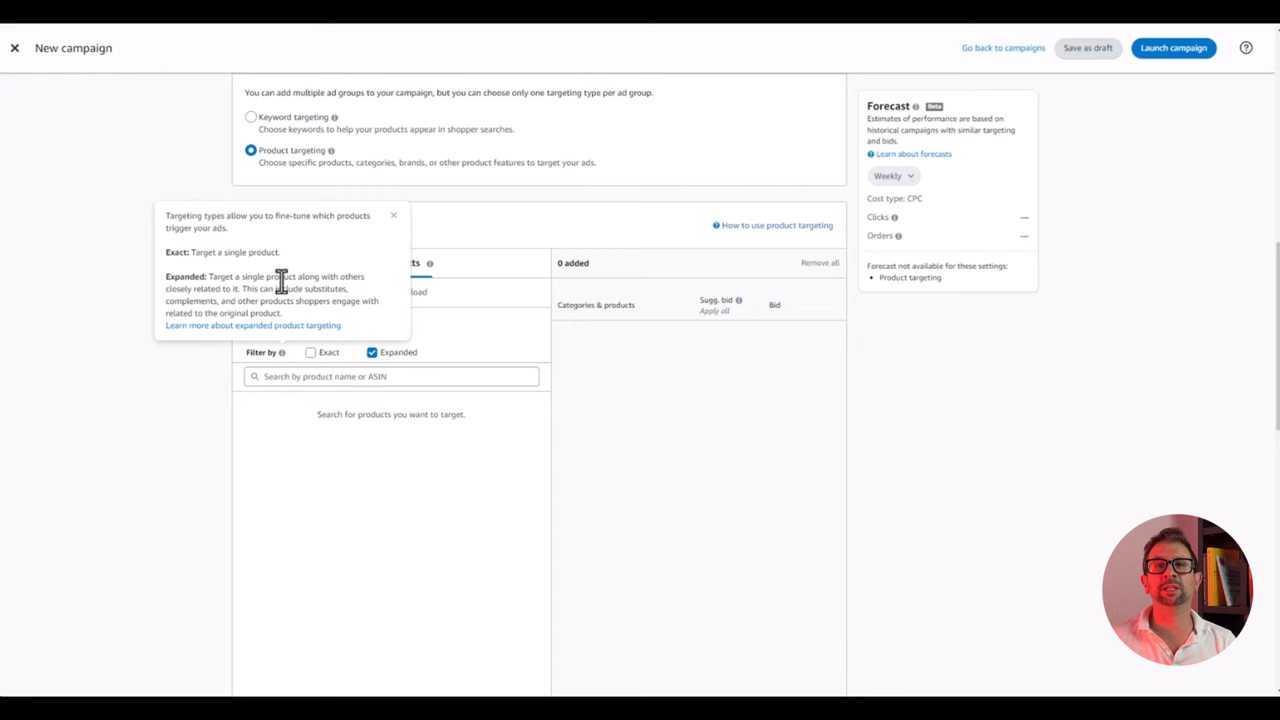 New campaign
Go back to campaigns
Save as draft
Launch campaign
You can add multiple ad groups to your campaign, but you can choose only one targeting type per ad group.
Keyword targeting
Choose keywords to help your products appear in shopper searches.
Product targeting
Choose specific products, categories, brands, or other product features to target your ads.
Forecast Beta
Estimates of performance are based on
historical campaigns with similar targeting
and bids.
Learn about forecasts
Weekly
Cost type: CPC
Clicks —
Orders —
Forecast not available for these settings:
• Product targeting
Targeting types allow you to fine-tune which products
trigger your ads.
Exact: Target a single product.
Expanded: Target a single product along with others
closely related to it. This can include substitutes,
complements, and other products shoppers engage with
related to the original product.
Learn more about expanded product targeting
How to use product targeting
0 added
Remove all
Categories & products
Sugg. bid
Apply all
Bid
Filter by
Exact
Expanded
Search by product name or ASIN
Search for products you want to target.